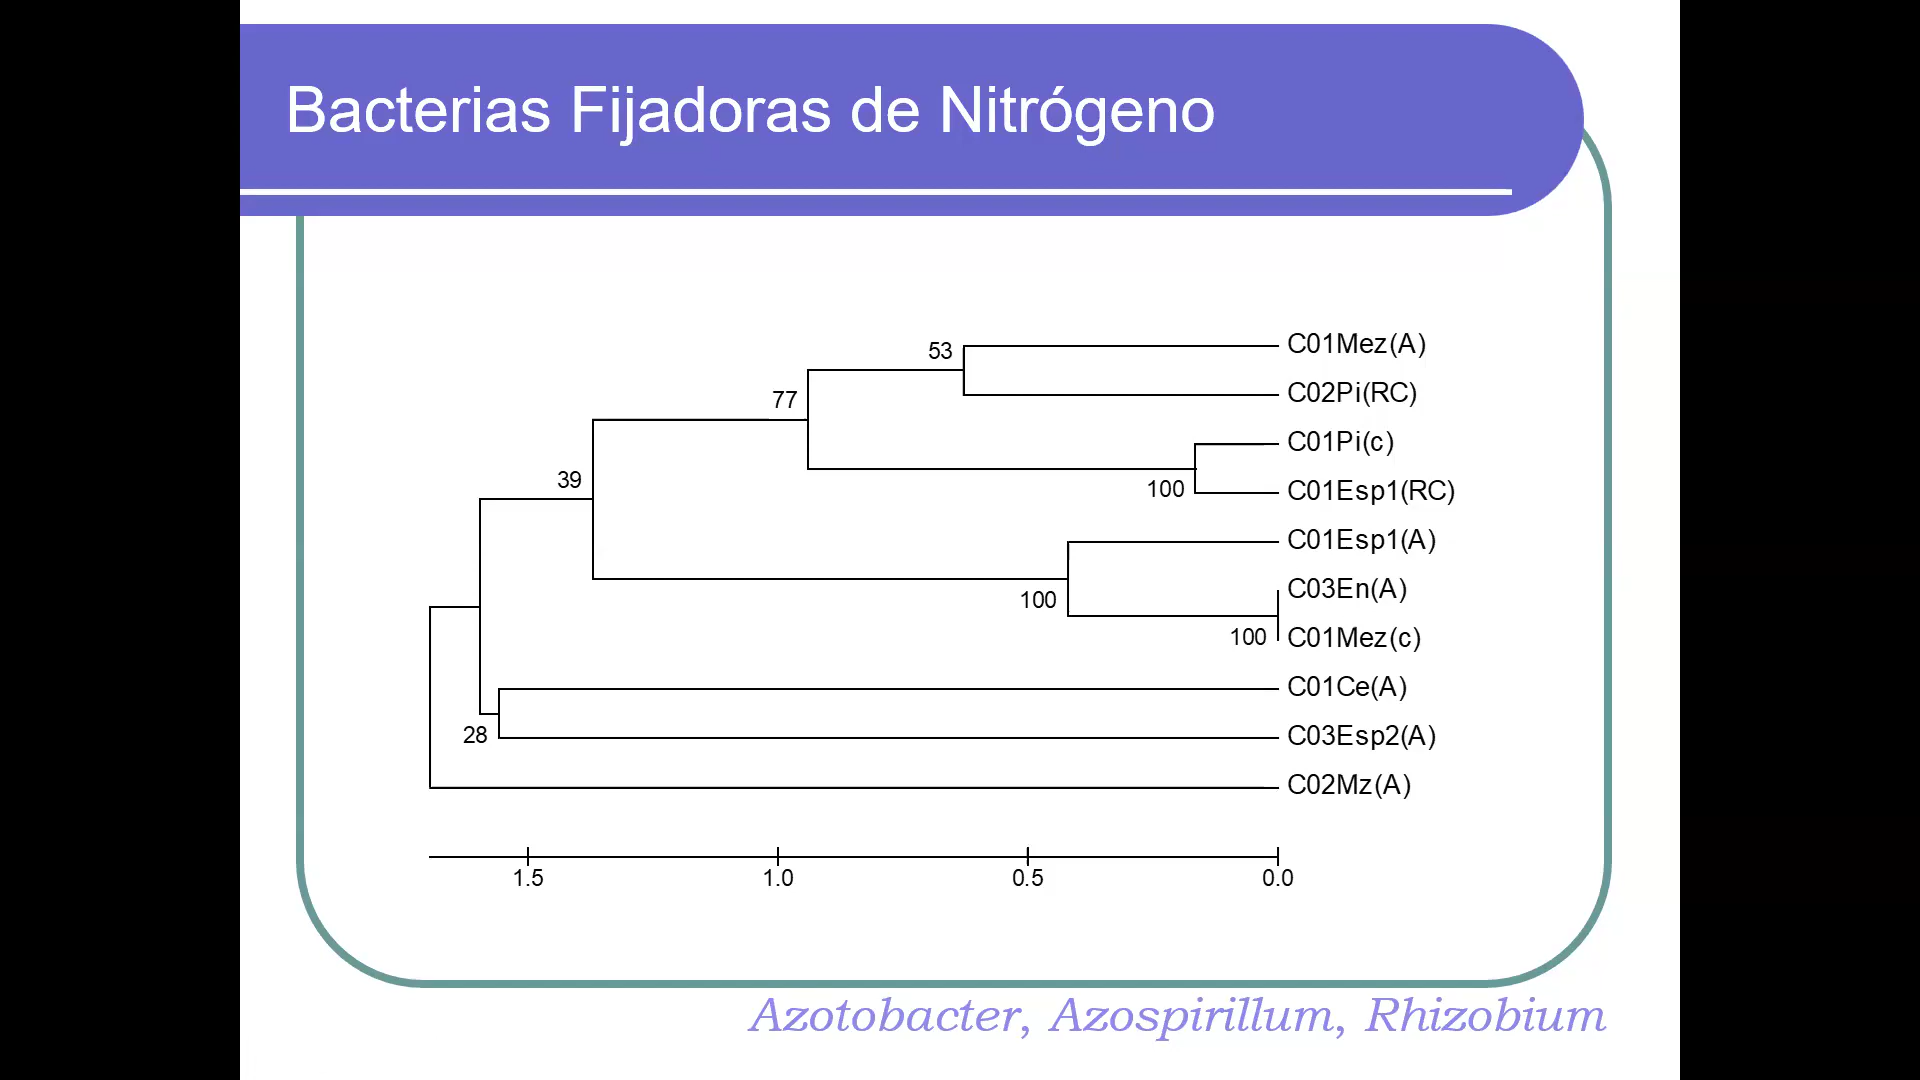 Bacterias Fijadoras de Nitrógeno
53
C01Mez(A)
C02Pi(RC)
77
C01Pi(c)
39
100
C01Esp1(RC)
C01Esp1(A)
C03En(A)
100
100
C01Mez(c)
C01Ce(A)
28
C03Esp2(A)
C02Mz(A)
1.5 1.0 0.5 0.0
Azotobacter, Azospirillum, Rhizobium